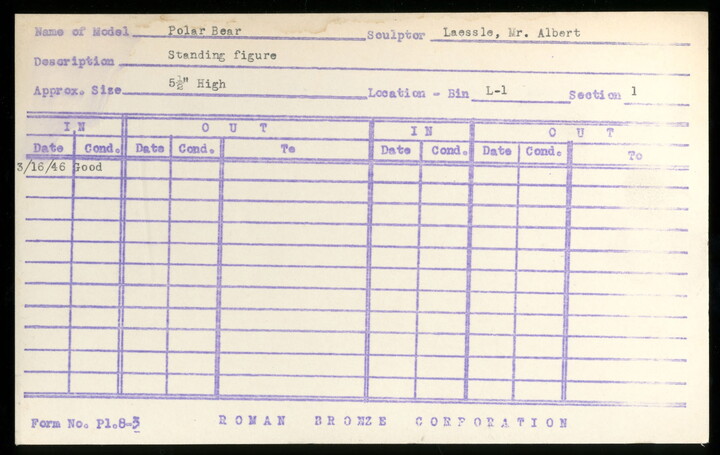 Name of Model Polar Bear Sculptor Laessle, Mr. Albert
Description Standing figure
Approx. Size 5½" High Location - Bin L-1 Section 1
IN OUT IN OUT
Date Cond. Date Cond. To Date Cond. Date Cond. To
3/16/46 Good
Form No. Pl.8-3 ROMAN BRONZE CORPORATION